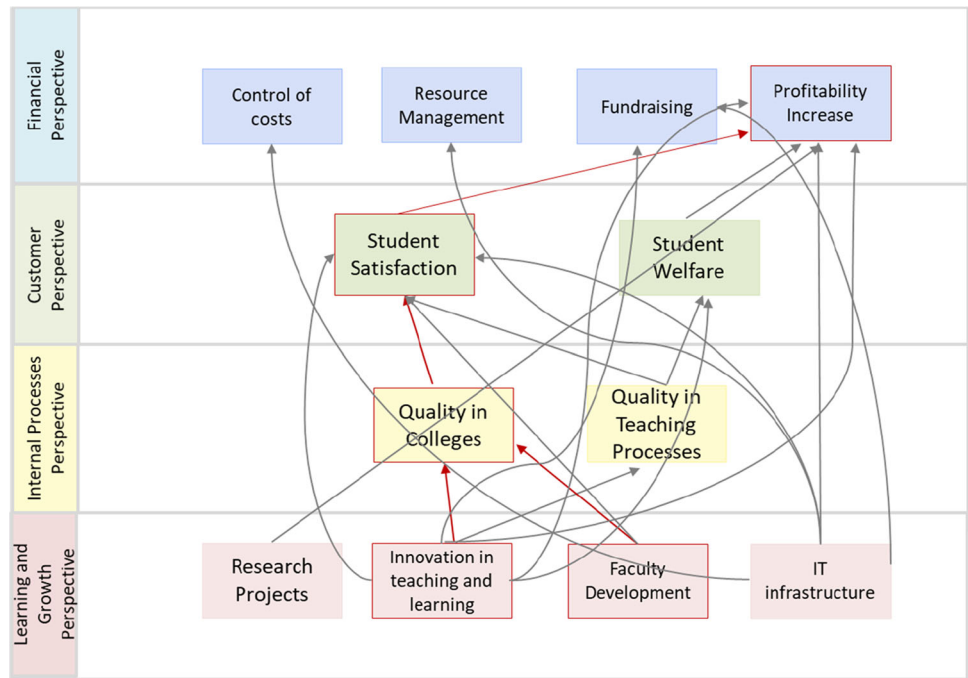 Financial
Perspective
Control of
costs
Resource
Management
Fundraising
Profitability
Increase
Customer
Perspective
Student
Satisfaction
Student
Welfare
Internal Processes
Perspective
Quality in
Colleges
Quality in
Teaching
Processes
Learning and
Growth
Perspective
Research
Projects
Innovation in
teaching and
learning
Faculty
Development
IT
infrastructure